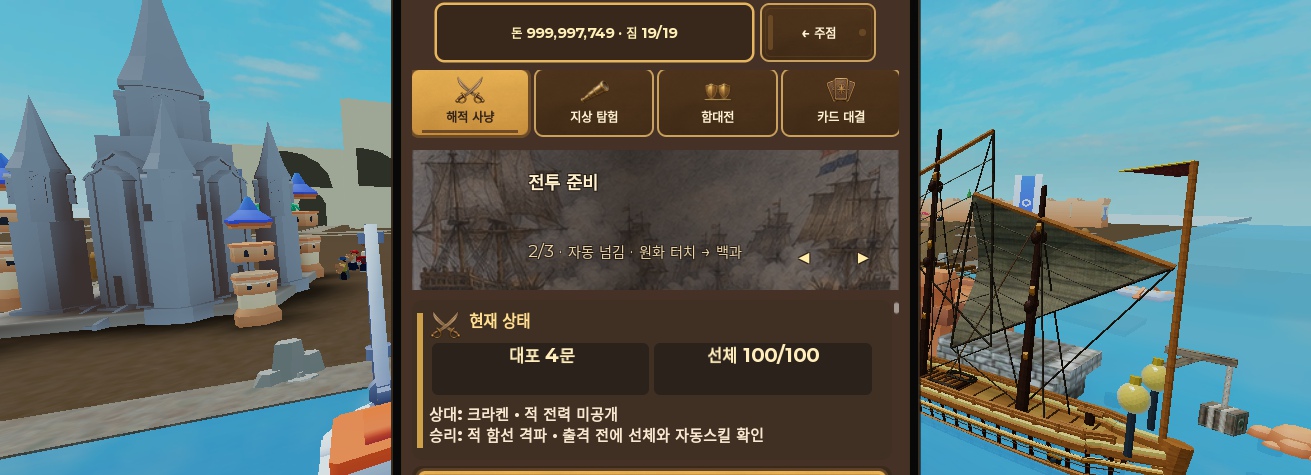 돈 999,997,749 · 짐 19/19
← 주점
해적 사냥
지상 탐험
함대전
카드 대결
전투 준비
2/3 · 자동 넘김 · 원화 터치 → 백과
◀ ▶
현재 상태
대포 4문
선체 100/100
상대: 크라켄 • 적 전력 미공개
승리: 적 함선 격파 • 출격 전에 선체와 자동스킬 확인